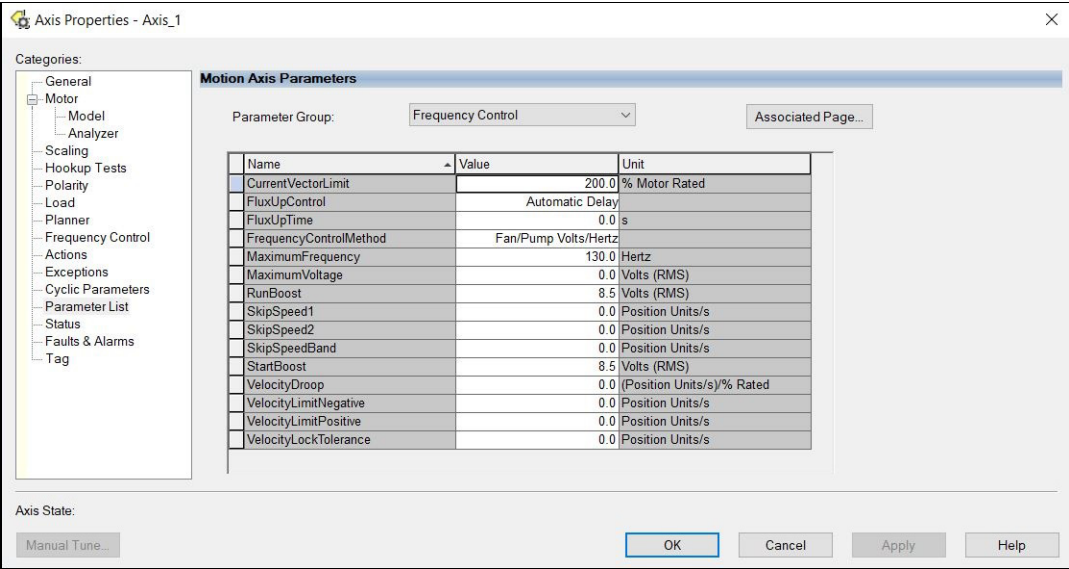 Axis Properties - Axis_1
Categories:
General
Motor
Model
Analyzer
Scaling
Hookup Tests
Polarity
Load
Planner
Frequency Control
Actions
Exceptions
Cyclic Parameters
Parameter List
Status
Faults & Alarms
Tag
Motion Axis Parameters
Parameter Group: Frequency Control Associated Page...
Name Value Unit
CurrentVectorLimit 200.0 % Motor Rated
FluxUpControl Automatic Delay
FluxUpTime 0.0 s
FrequencyControlMethod Fan/Pump Volts/Hertz
MaximumFrequency 130.0 Hertz
MaximumVoltage 0.0 Volts (RMS)
RunBoost 8.5 Volts (RMS)
SkipSpeed1 0.0 Position Units/s
SkipSpeed2 0.0 Position Units/s
SkipSpeedBand 0.0 Position Units/s
StartBoost 8.5 Volts (RMS)
VelocityDroop 0.0 (Position Units/s)/% Rated
VelocityLimitNegative 0.0 Position Units/s
VelocityLimitPositive 0.0 Position Units/s
VelocityLockTolerance 0.0 Position Units/s
Axis State:
Manual Tune... OK Cancel Apply Help